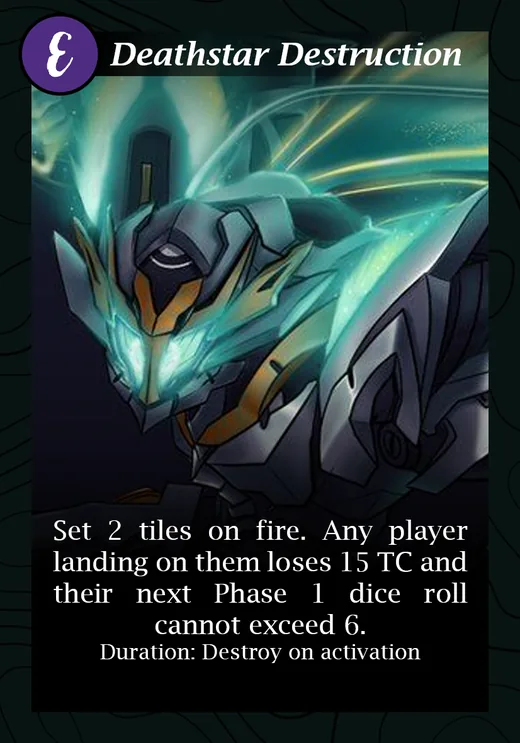 E
Deathstar Destruction
Set 2 tiles on fire. Any player
landing on them loses 15 TC and
their next Phase 1 dice roll
cannot exceed 6.
Duration: Destroy on activation